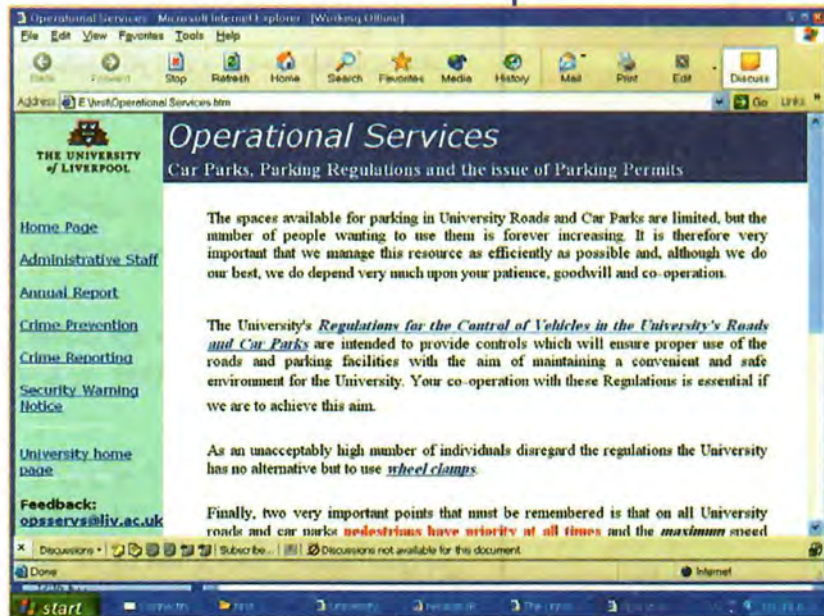 Operational Services - Microsoft Internet Explorer - [Working Offline]
File Edit View Favorites Tools Help
Back Forward Stop Refresh Home Search Favorites Media History Mail Print Edit Discuss
Address E:\hrst\Operational Services.htm Go Links »
THE UNIVERSITY
of LIVERPOOL
Operational Services
Car Parks, Parking Regulations and the issue of Parking Permits
Home Page
Administrative Staff
Annual Report
Crime Prevention
Crime Reporting
Security Warning
Notice
University home
page
Feedback:
opsservs@liv.ac.uk
The spaces available for parking in University Roads and Car Parks are limited, but the
number of people wanting to use them is forever increasing. It is therefore very
important that we manage this resource as efficiently as possible and, although we do
our best, we do depend very much upon your patience, goodwill and co-operation.
The University's Regulations for the Control of Vehicles in the University's Roads
and Car Parks are intended to provide controls which will ensure proper use of the
roads and parking facilities with the aim of maintaining a convenient and safe
environment for the University. Your co-operation with these Regulations is essential if
we are to achieve this aim.
As an unacceptably high number of individuals disregard the regulations the University
has no alternative but to use wheel clamps.
Finally, two very important points that must be remembered is that on all University
roads and car parks pedestrians have priority at all times and the maximum speed
Discussions Subscribe... Discussions not available for this document
Done Internet
start